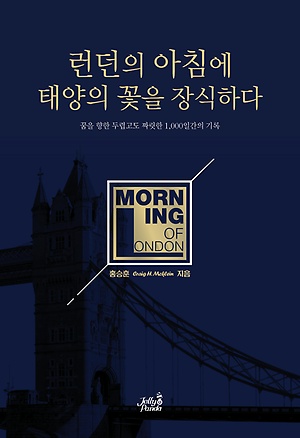 런던의 아침에
태양의 꽃을 장식하다
꿈을 향한 두렵고도 짜릿한 1,000일간의 기록
MORN
ING
OF
LONDON
홍승훈 Craig H. McKlein 지음
Jolly
Panda